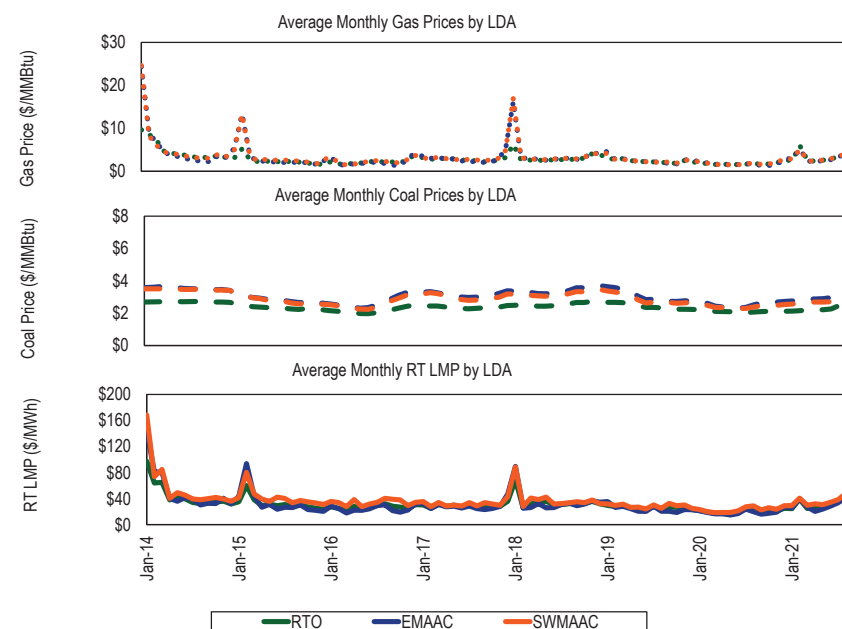 Average Monthly Gas Prices by LDA
Gas Price ($/MMBtu)
$30
$20
$10
$0
Average Monthly Coal Prices by LDA
Coal Price ($/MMBtu)
$8
$6
$4
$2
$0
Average Monthly RT LMP by LDA
RT LMP ($/MWh)
$200
$160
$120
$80
$40
$0
Jan-14
Jan-15
Jan-16
Jan-17
Jan-18
Jan-19
Jan-20
Jan-21
RTO EMAAC SWMAAC